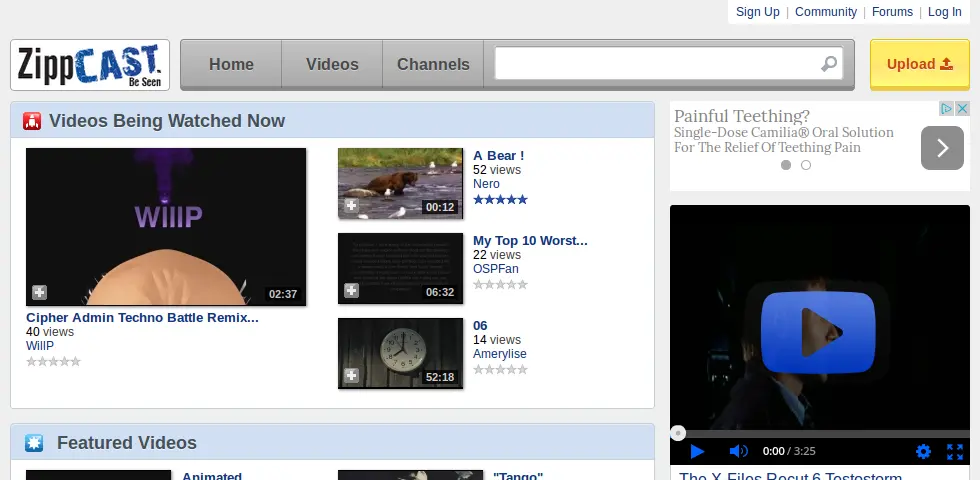 Sign Up | Community | Forums | Log In
ZippCAST.
Be Seen
Home
Videos
Channels
Upload
Videos Being Watched Now
WIllP
02:37
Cipher Admin Techno Battle Remix...
40 views
WillP
00:12
A Bear !
52 views
Nero
06:32
My Top 10 Worst...
22 views
OSPFan
52:18
06
14 views
Amerylise
Painful Teething?
Single-Dose Camilia® Oral Solution
For The Relief Of Teething Pain
0:00 / 3:25
The X-Files Recut 6 Testostorm
Featured Videos
Animated
"Tango"